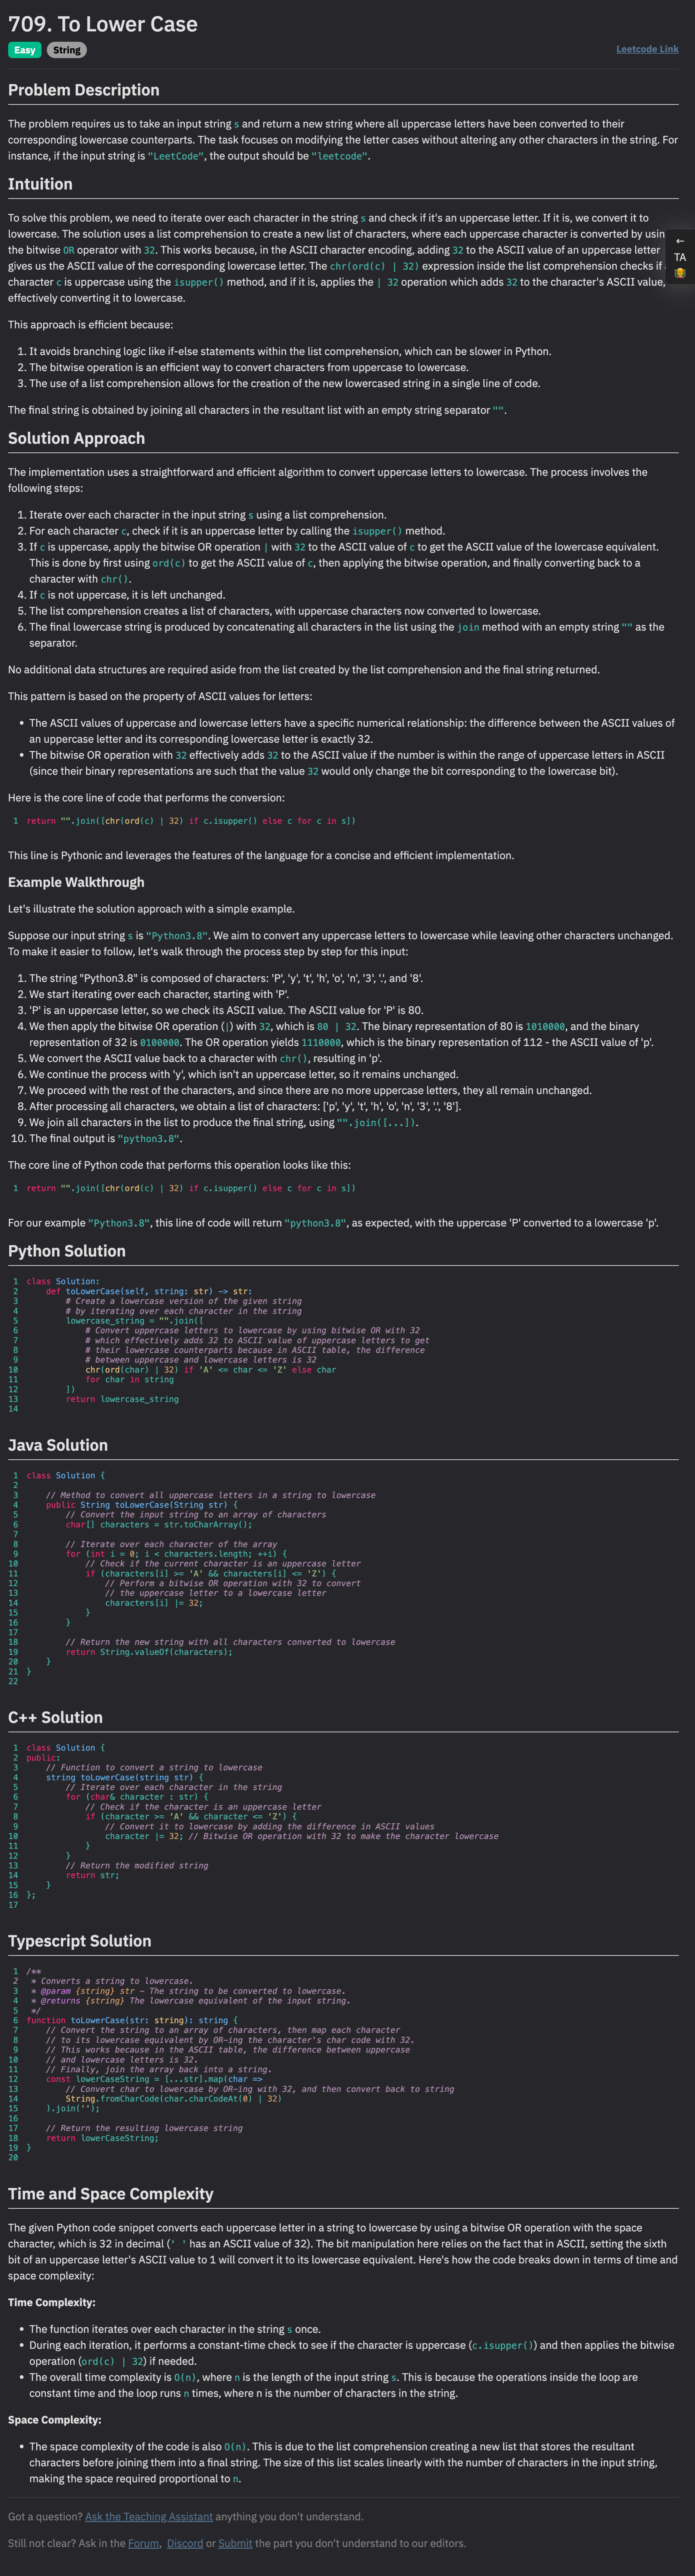 709. To Lower Case
Easy String
Leetcode Link
Problem Description
The problem requires us to take an input string s and return a new string where all uppercase letters have been converted to their
corresponding lowercase counterparts. The task focuses on modifying the letter cases without altering any other characters in the string. For
instance, if the input string is "LeetCode", the output should be "leetcode".
Intuition
To solve this problem, we need to iterate over each character in the string s and check if it's an uppercase letter. If it is, we convert it to
lowercase. The solution uses a list comprehension to create a new list of characters, where each uppercase character is converted by usin
the bitwise OR operator with 32. This works because, in the ASCII character encoding, adding 32 to the ASCII value of an uppercase letter
gives us the ASCII value of the corresponding lowercase letter. The chr(ord(c) | 32) expression inside the list comprehension checks if
character c is uppercase using the isupper() method, and if it is, applies the | 32 operation which adds 32 to the character's ASCII value,
effectively converting it to lowercase.
←
TA
This approach is efficient because:
1. It avoids branching logic like if-else statements within the list comprehension, which can be slower in Python.
2. The bitwise operation is an efficient way to convert characters from uppercase to lowercase.
3. The use of a list comprehension allows for the creation of the new lowercased string in a single line of code.
The final string is obtained by joining all characters in the resultant list with an empty string separator "".
Solution Approach
The implementation uses a straightforward and efficient algorithm to convert uppercase letters to lowercase. The process involves the
following steps:
1. Iterate over each character in the input string s using a list comprehension.
2. For each character c, check if it is an uppercase letter by calling the isupper() method.
3. If c is uppercase, apply the bitwise OR operation | with 32 to the ASCII value of c to get the ASCII value of the lowercase equivalent.
This is done by first using ord(c) to get the ASCII value of c, then applying the bitwise operation, and finally converting back to a
character with chr().
4. If c is not uppercase, it is left unchanged.
5. The list comprehension creates a list of characters, with uppercase characters now converted to lowercase.
6. The final lowercase string is produced by concatenating all characters in the list using the join method with an empty string "" as the
separator.
No additional data structures are required aside from the list created by the list comprehension and the final string returned.
This pattern is based on the property of ASCII values for letters:
• The ASCII values of uppercase and lowercase letters have a specific numerical relationship: the difference between the ASCII values of
an uppercase letter and its corresponding lowercase letter is exactly 32.
• The bitwise OR operation with 32 effectively adds 32 to the ASCII value if the number is within the range of uppercase letters in ASCII
(since their binary representations are such that the value 32 would only change the bit corresponding to the lowercase bit).
Here is the core line of code that performs the conversion:
1 return "".join([chr(ord(c) | 32) if c.isupper() else c for c in s])
This line is Pythonic and leverages the features of the language for a concise and efficient implementation.
Example Walkthrough
Let's illustrate the solution approach with a simple example.
Suppose our input string s is "Python3.8". We aim to convert any uppercase letters to lowercase while leaving other characters unchanged.
To make it easier to follow, let's walk through the process step by step for this input:
1. The string "Python3.8" is composed of characters: 'P', 'y', 't', 'h', 'o', 'n', '3', '.', and '8'.
2. We start iterating over each character, starting with 'P'.
3. 'P' is an uppercase letter, so we check its ASCII value. The ASCII value for 'P' is 80.
4. We then apply the bitwise OR operation (|) with 32, which is 80 | 32. The binary representation of 80 is 1010000, and the binary
representation of 32 is 0100000. The OR operation yields 1110000, which is the binary representation of 112 - the ASCII value of 'p'.
5. We convert the ASCII value back to a character with chr(), resulting in 'p'.
6. We continue the process with 'y', which isn't an uppercase letter, so it remains unchanged.
7. We proceed with the rest of the characters, and since there are no more uppercase letters, they all remain unchanged.
8. After processing all characters, we obtain a list of characters: ['p', 'y', 't', 'h', 'o', 'n', '3', '.', '8'].
9. We join all characters in the list to produce the final string, using "".join([...]).
10. The final output is "python3.8".
The core line of Python code that performs this operation looks like this:
1 return "".join([chr(ord(c) | 32) if c.isupper() else c for c in s])
For our example "Python3.8", this line of code will return "python3.8", as expected, with the uppercase 'P' converted to a lowercase 'p'.
Python Solution
1 class Solution:
2     def toLowerCase(self, string: str) -> str:
3         # Create a lowercase version of the given string
4         # by iterating over each character in the string
5         lowercase_string = "".join([
6             # Convert uppercase letters to lowercase by using bitwise OR with 32
7             # which effectively adds 32 to ASCII value of uppercase letters to get
8             # their lowercase counterparts because in ASCII table, the difference
9             # between uppercase and lowercase letters is 32
10             chr(ord(char) | 32) if 'A' <= char <= 'Z' else char
11             for char in string
12         ])
13         return lowercase_string
14
Java Solution
1 class Solution {
2
3     // Method to convert all uppercase letters in a string to lowercase
4     public String toLowerCase(String str) {
5         // Convert the input string to an array of characters
6         char[] characters = str.toCharArray();
7
8         // Iterate over each character of the array
9         for (int i = 0; i < characters.length; ++i) {
10             // Check if the current character is an uppercase letter
11             if (characters[i] >= 'A' && characters[i] <= 'Z') {
12                 // Perform a bitwise OR operation with 32 to convert
13                 // the uppercase letter to a lowercase letter
14                 characters[i] |= 32;
15             }
16         }
17
18         // Return the new string with all characters converted to lowercase
19         return String.valueOf(characters);
20     }
21 }
22
C++ Solution
1 class Solution {
2 public:
3     // Function to convert a string to lowercase
4     string toLowerCase(string str) {
5         // Iterate over each character in the string
6         for (char& character : str) {
7             // Check if the character is an uppercase letter
8             if (character >= 'A' && character <= 'Z') {
9                 // Convert it to lowercase by adding the difference in ASCII values
10                 character |= 32; // Bitwise OR operation with 32 to make the character lowercase
11             }
12         }
13         // Return the modified string
14         return str;
15     }
16 };
17
Typescript Solution
1 /**
2  * Converts a string to lowercase.
3  * @param {string} str - The string to be converted to lowercase.
4  * @returns {string} The lowercase equivalent of the input string.
5  */
6 function toLowerCase(str: string): string {
7     // Convert the string to an array of characters, then map each character
8     // to its lowercase equivalent by OR-ing the character's char code with 32.
9     // This works because in the ASCII table, the difference between uppercase
10     // and lowercase letters is 32.
11     // Finally, join the array back into a string.
12     const lowerCaseString = [...str].map(char =>
13         // Convert char to lowercase by OR-ing with 32, and then convert back to string
14         String.fromCharCode(char.charCodeAt(0) | 32)
15     ).join('');
16
17     // Return the resulting lowercase string
18     return lowerCaseString;
19 }
20
Time and Space Complexity
The given Python code snippet converts each uppercase letter in a string to lowercase by using a bitwise OR operation with the space
character, which is 32 in decimal (' ' has an ASCII value of 32). The bit manipulation here relies on the fact that in ASCII, setting the sixth
bit of an uppercase letter's ASCII value to 1 will convert it to its lowercase equivalent. Here's how the code breaks down in terms of time and
space complexity:
Time Complexity:
• The function iterates over each character in the string s once.
• During each iteration, it performs a constant-time check to see if the character is uppercase (c.isupper()) and then applies the bitwise
operation (ord(c) | 32) if needed.
• The overall time complexity is O(n), where n is the length of the input string s. This is because the operations inside the loop are
constant time and the loop runs n times, where n is the number of characters in the string.
Space Complexity:
• The space complexity of the code is also O(n). This is due to the list comprehension creating a new list that stores the resultant
characters before joining them into a final string. The size of this list scales linearly with the number of characters in the input string,
making the space required proportional to n.
Got a question? Ask the Teaching Assistant anything you don't understand.
Still not clear? Ask in the Forum, Discord or Submit the part you don't understand to our editors.